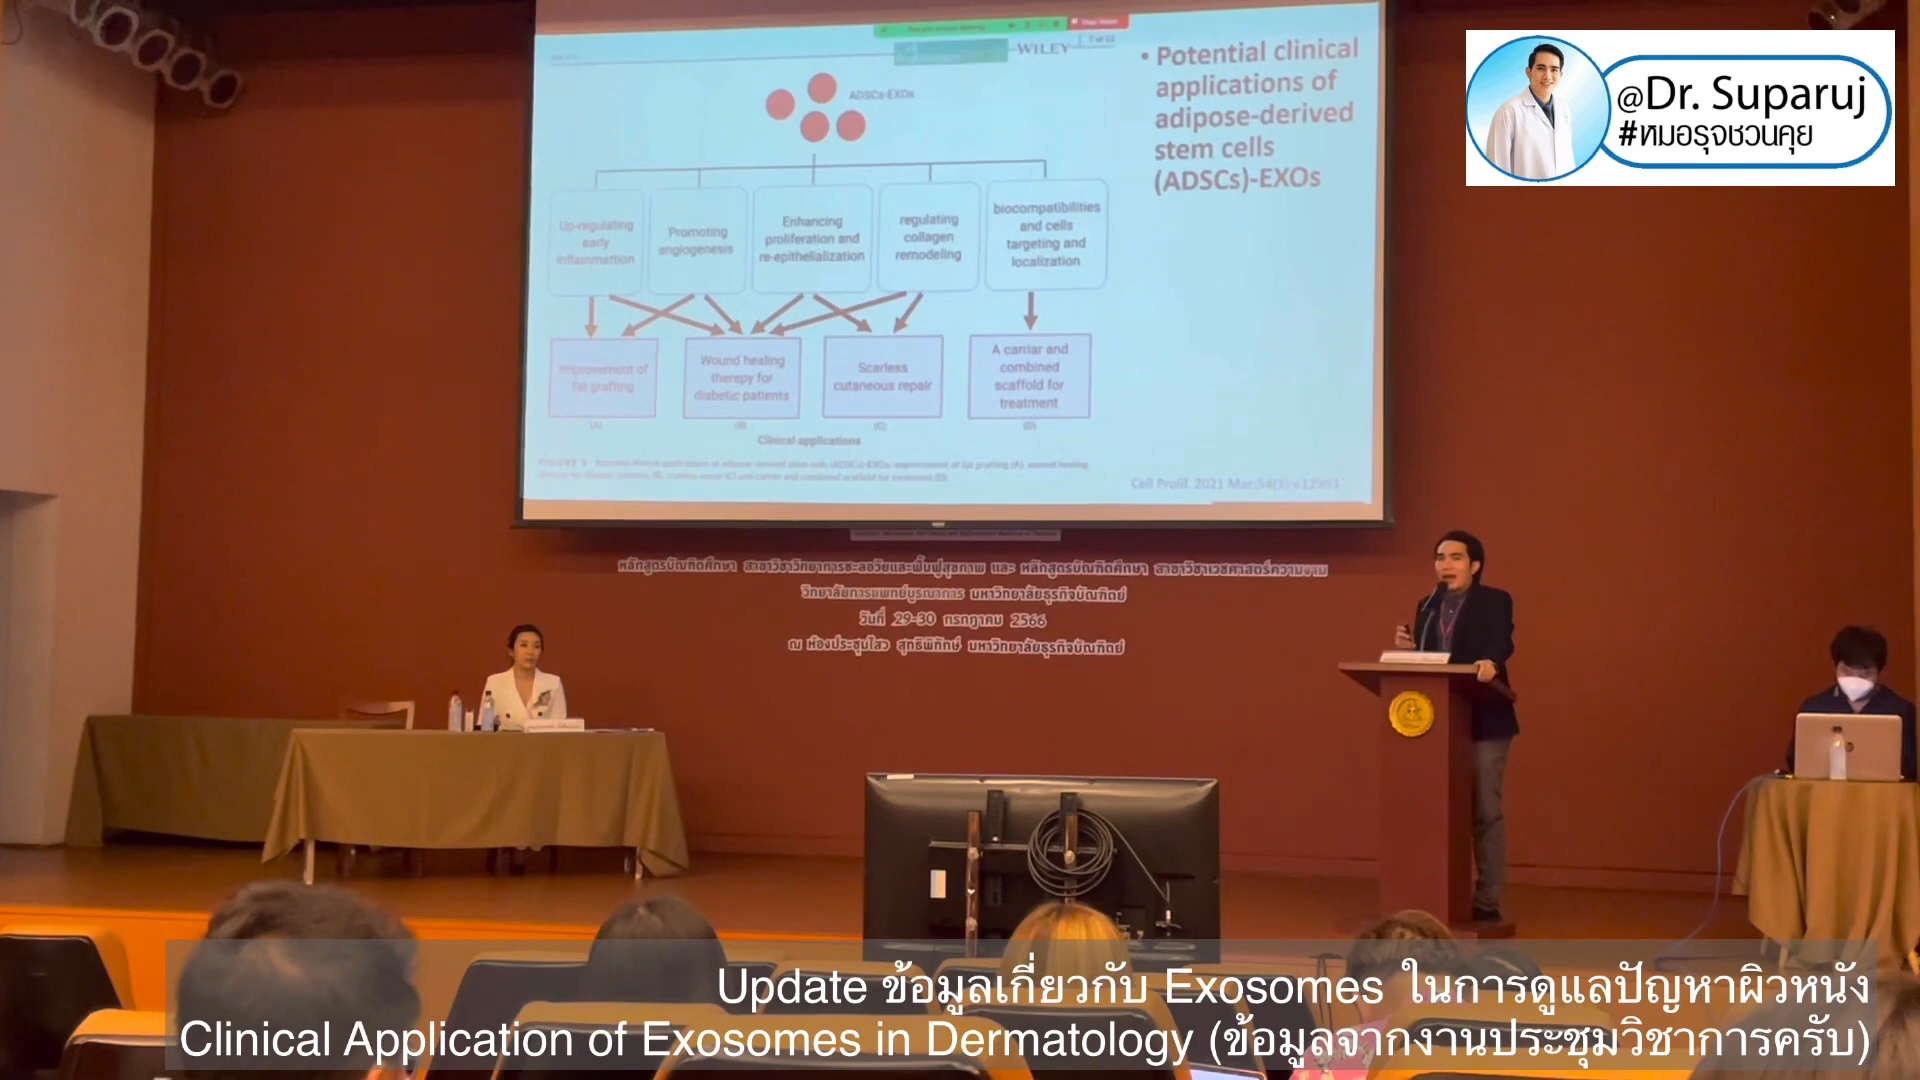 WILEY
7 of 13
ADSCs-EXOs
Up-regulating
early
inflammation
Promoting
angiogenesis
Enhancing
proliferation and
re-epithelialization
regulating
collagen
remodeling
biocompatibilities
and cells
targeting and
localization
Improvement of
fat grafting
Wound healing
therepy for
diabetic patients
Scarless
cutaneous repair
A carriar and
combined
scaffold for
treatment
(A)
(B)
(C)
(D)
Clinical applications
Cell Prolif. 2021 Mar;54(3):e12993
• Potential clinical
applications of
adipose-derived
stem cells
(ADSCs)-EXOs
@Dr. Suparuj
#หมอรุจชวนคุย
หลักสูตรบัณฑิตศึกษา สาขาวิชาวิทยาการชะลอวัยและฟื้นฟูสุขภาพ และ หลักสูตรบัณฑิตศึกษา สาขาวิชาเวชศาสตร์ความงาม
วิทยาลัยการแพทย์บูรณาการ มหาวิทยาลัยธุรกิจบัณฑิตย์
วันที่ 29-30 กรกฎาคม 2566
ณ ห้องประชุมไสว สุทธิพิทักษ์ มหาวิทยาลัยธุรกิจบัณฑิตย์
Update ข้อมูลเกี่ยวกับ Exosomes ในการดูแลปัญหาผิวหนัง
Clinical Application of Exosomes in Dermatology (ข้อมูลจากงานประชุมวิชาการครับ)